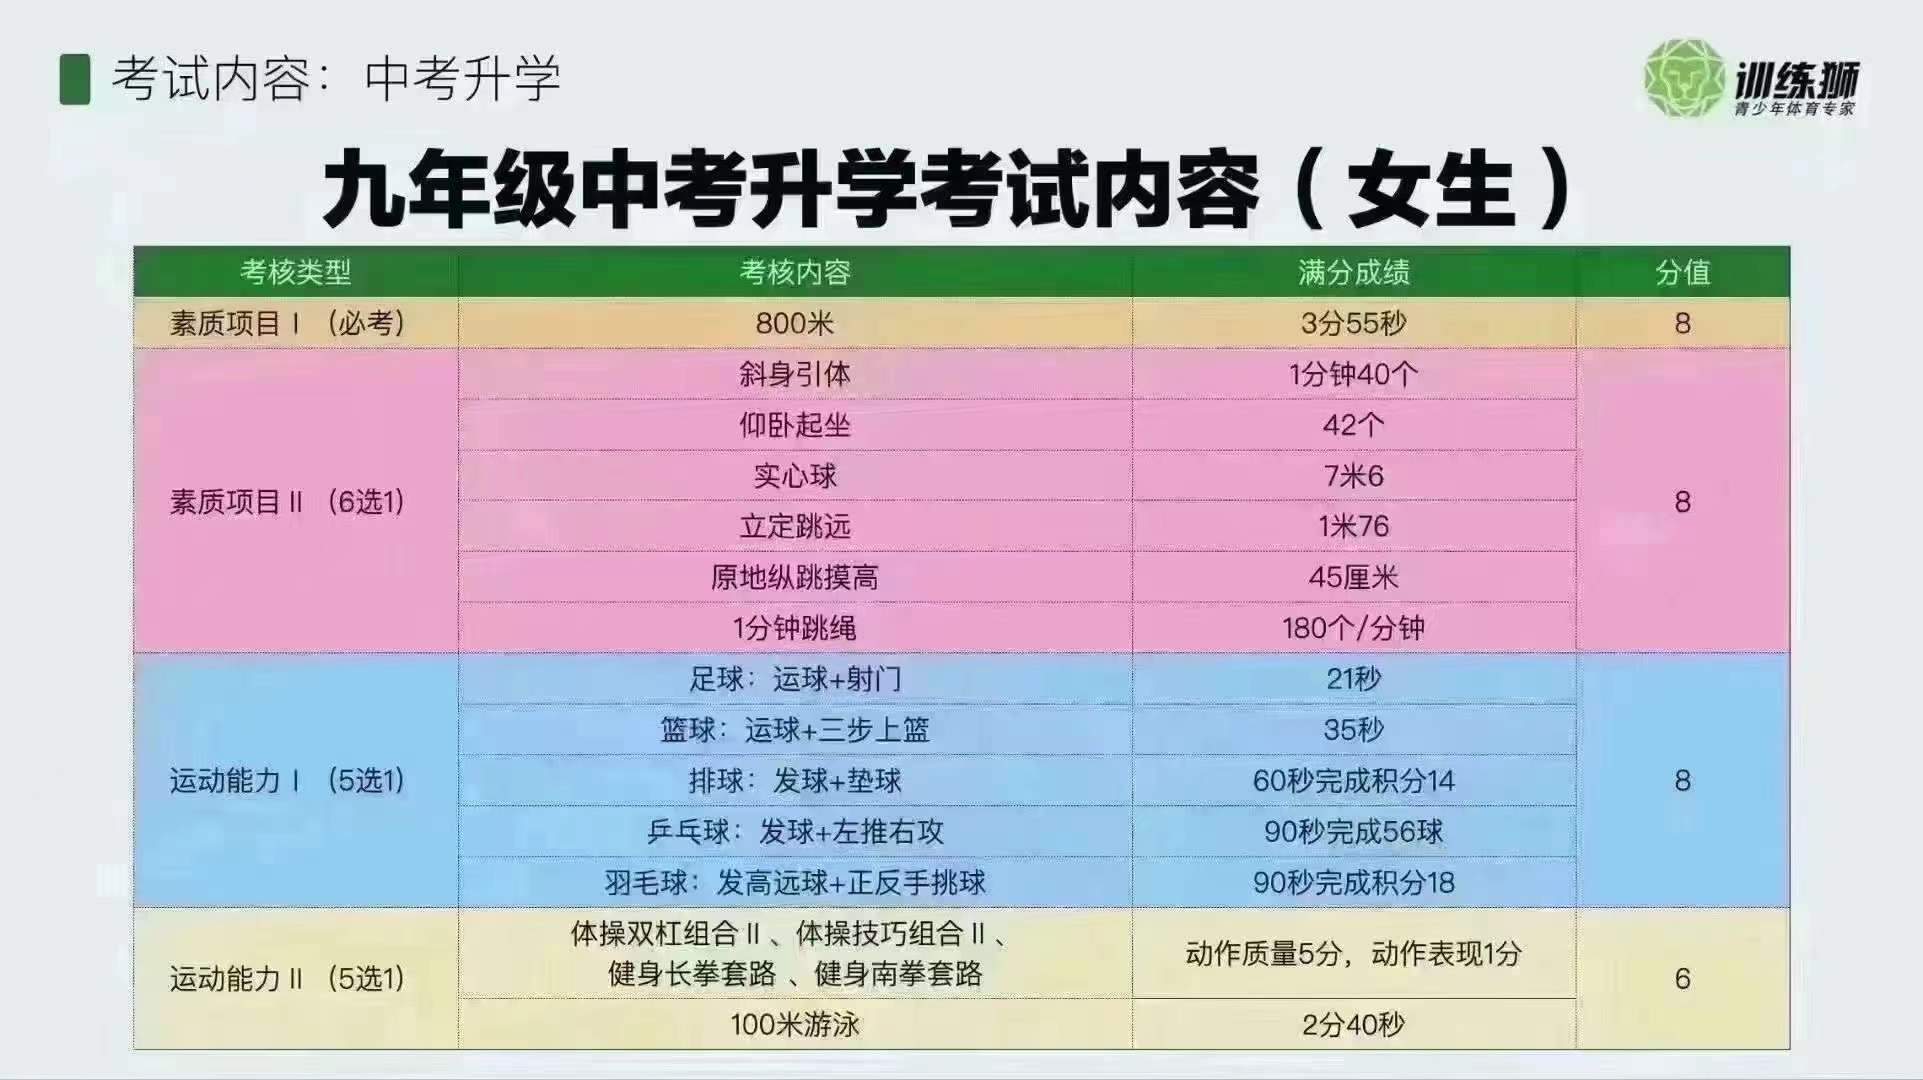 考试内容：中考升学
训练狮
青少年体育专家
九年级中考升学考试内容（女生）
考核类型 考核内容 满分成绩 分值
素质项目Ⅰ（必考） 800米 3分55秒 8
斜身引体 1分钟40个
仰卧起坐 42个
实心球 7米6
素质项目Ⅱ（6选1） 8
立定跳远 1米76
原地纵跳摸高 45厘米
1分钟跳绳 180个/分钟
足球：运球+射门 21秒
篮球：运球+三步上篮 35秒
运动能力Ⅰ（5选1） 排球：发球+垫球 60秒完成积分14 8
乒乓球：发球+左推右攻 90秒完成56球
羽毛球：发高远球+正反手挑球 90秒完成积分18
体操双杠组合Ⅱ、体操技巧组合Ⅱ、
健身长拳套路、健身南拳套路 动作质量5分，动作表现1分
运动能力Ⅱ（5选1） 6
100米游泳 2分40秒